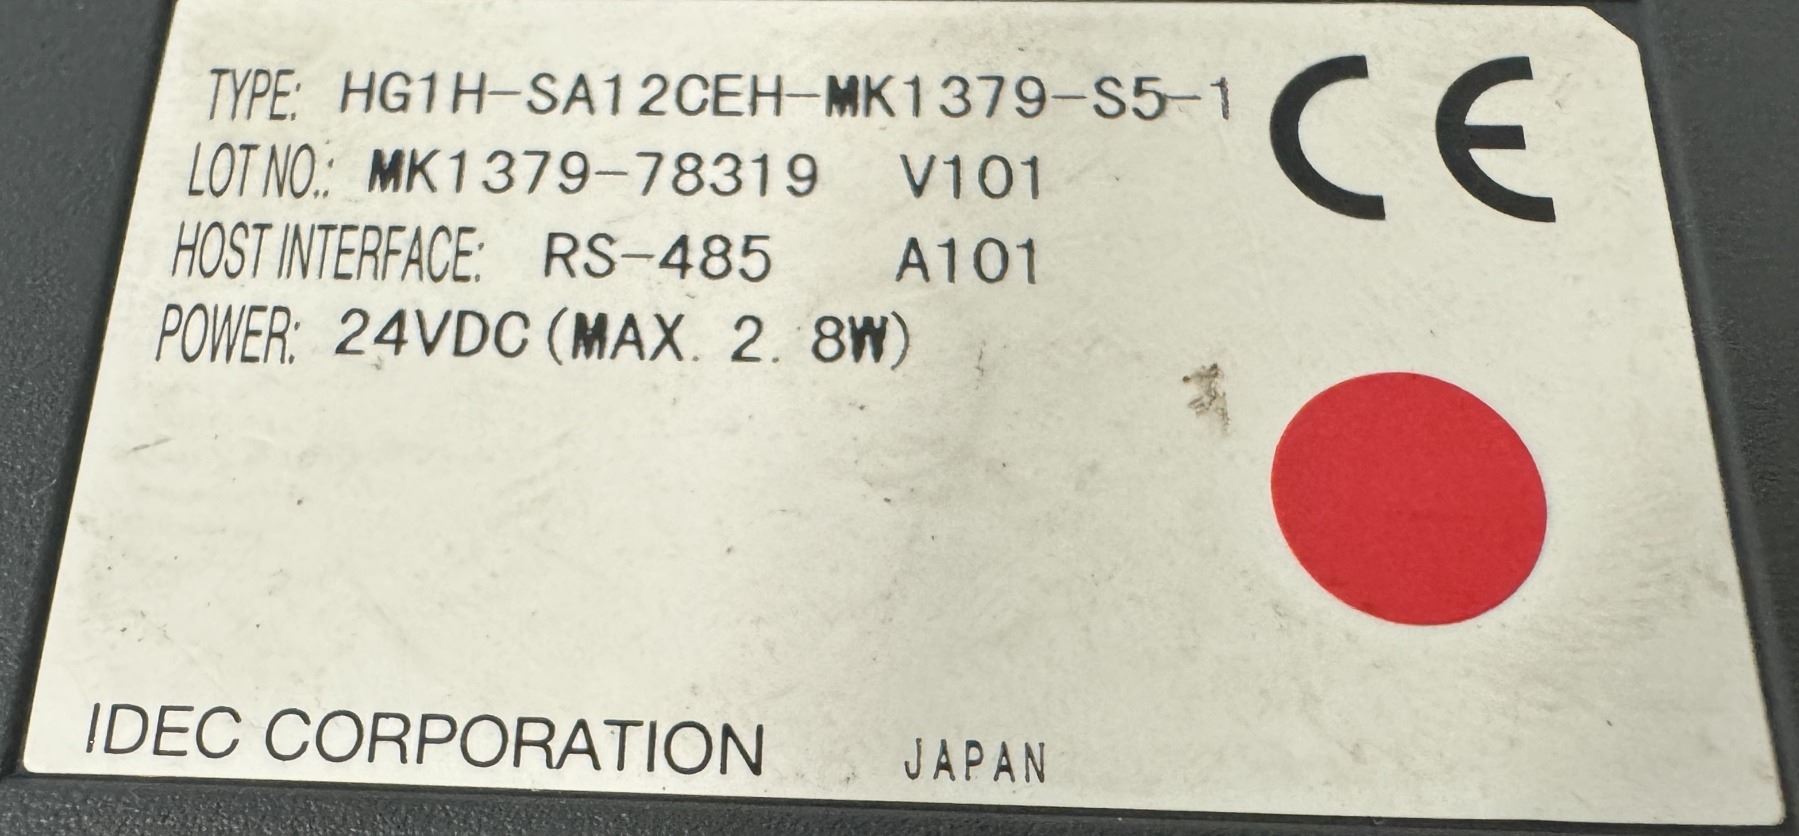 TYPE: HG1H-SA12CEH-MK1379-S5-1
LOT NO.: MK1379-78319 V101
HOST INTERFACE: RS-485 A101
POWER: 24VDC (MAX. 2. 8W)
CE
IDEC CORPORATION JAPAN